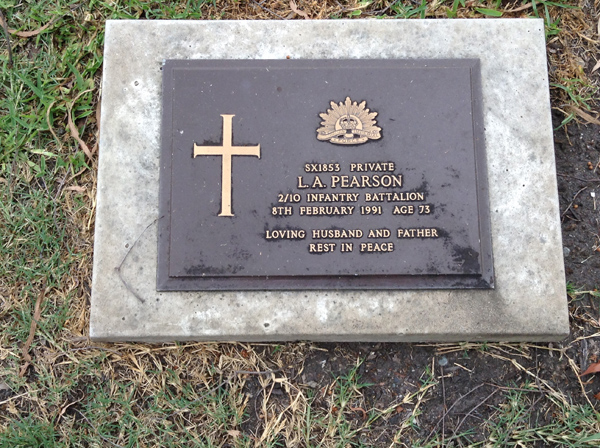 SX1853 PRIVATE
L. A. PEARSON
2/10 INFANTRY BATTALION
8TH FEBRUARY 1991 AGE 73
LOVING HUSBAND AND FATHER
REST IN PEACE